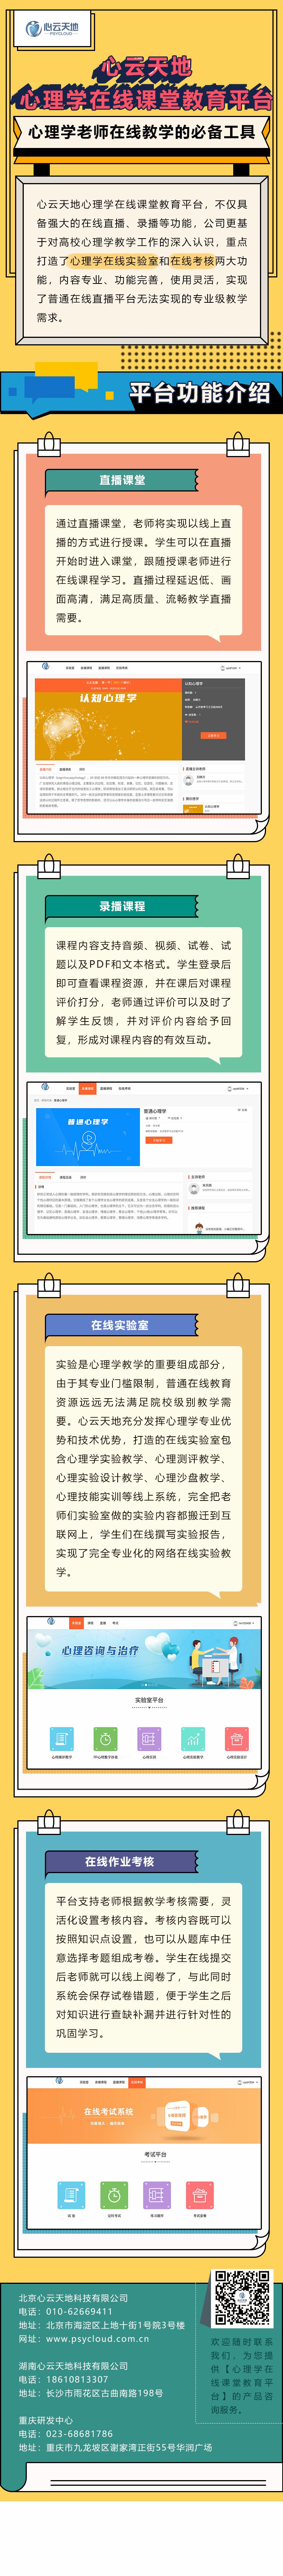 心云天地
PSYCLOUD
心云天地
心理学在线课堂教育平台
心理学老师在线教学的必备工具
心云天地心理学在线课堂教育平台，不仅具
备强大的在线直播、录播等功能，公司更基
于对高校心理学教学工作的深入认识，重点
打造了心理学在线实验室和在线考核两大功
能，内容专业、功能完善，使用灵活，实现
了普通在线直播平台无法实现的专业级教学
需求。
平台功能介绍
直播课堂
通过直播课堂，老师将实现以线上直
播的方式进行授课。学生可以在直播
开始时进入课堂，跟随授课老师进行
在线课程学习。直播过程延迟低、画
面高清，满足高质量、流畅教学直播
需要。
认知心理学
认知心理学
录播课程
课程内容支持音频、视频、试卷、试
题以及PDF和文本格式。学生登录后
即可查看课程资源，并在课后对课程
评价打分，老师通过评价可以及时了
解学生反馈，并对评价内容给予回
复，形成对课程内容的有效互动。
普通心理学
普通心理学
在线实验室
实验是心理学教学的重要组成部分，
由于其专业门槛限制，普通在线教育
资源远远无法满足院校级别教学需
要。心云天地充分发挥心理学专业优
势和技术优势，打造的在线实验室包
含心理学实验教学、心理测评教学、
心理实验设计教学、心理沙盘教学、
心理技能实训等线上系统，完全把老
师们实验室做的实验内容都搬迁到互
联网上，学生们在线撰写实验报告，
实现了完全专业化的网络在线实验教
学。
心理咨询与治疗
实验室平台
在线作业考核
平台支持老师根据教学考核需要，灵
活化设置考核内容。考核内容既可以
按照知识点设置，也可以从题库中任
意选择考题组成考卷。学生在线提交
后老师就可以线上阅卷了，与此同时
系统会保存试卷错题，便于学生之后
对知识进行查缺补漏并进行针对性的
巩固学习。
在线考试系统
考试平台
北京心云天地科技有限公司
电话：010-62669411
地址：北京市海淀区上地十街1号院3号楼
网址：www.psycloud.com.cn
湖南心云天地科技有限公司
电话：18610813307
地址：长沙市雨花区古曲南路198号
重庆研发中心
电话：023-68681786
地址：重庆市九龙坡区谢家湾正街55号华润广场
欢迎随时联系
我们，为您提
供【心理学在
线课堂教育平
台】的产品咨
询服务。